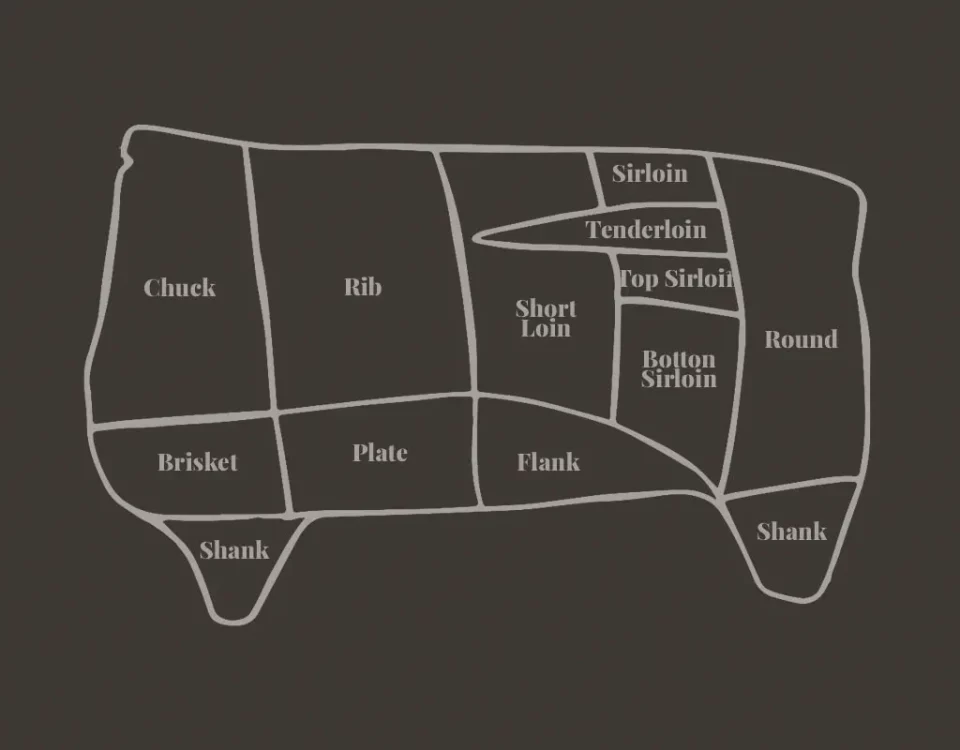 Sirloin
Tenderloin
Top Sirloin
Chuck
Rib
Short
Loin
Round
Botton
Sirloin
Brisket
Plate
Flank
Shank
Shank